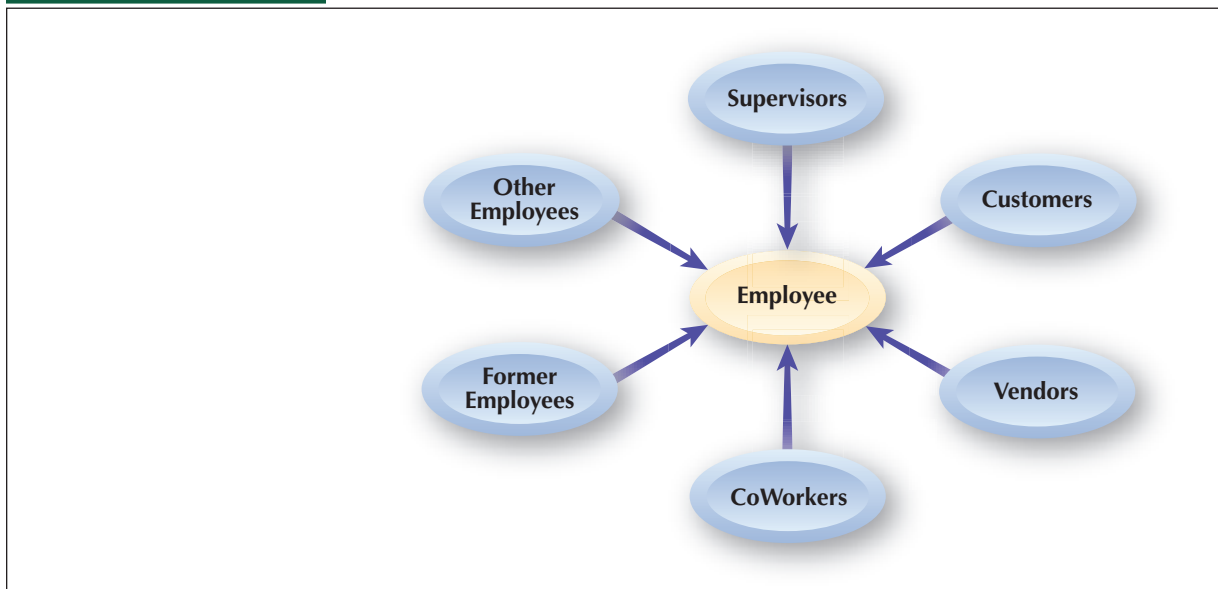 Supervisors
Other
Employees
Customers
Employee
Former
Employees
Vendors
CoWorkers